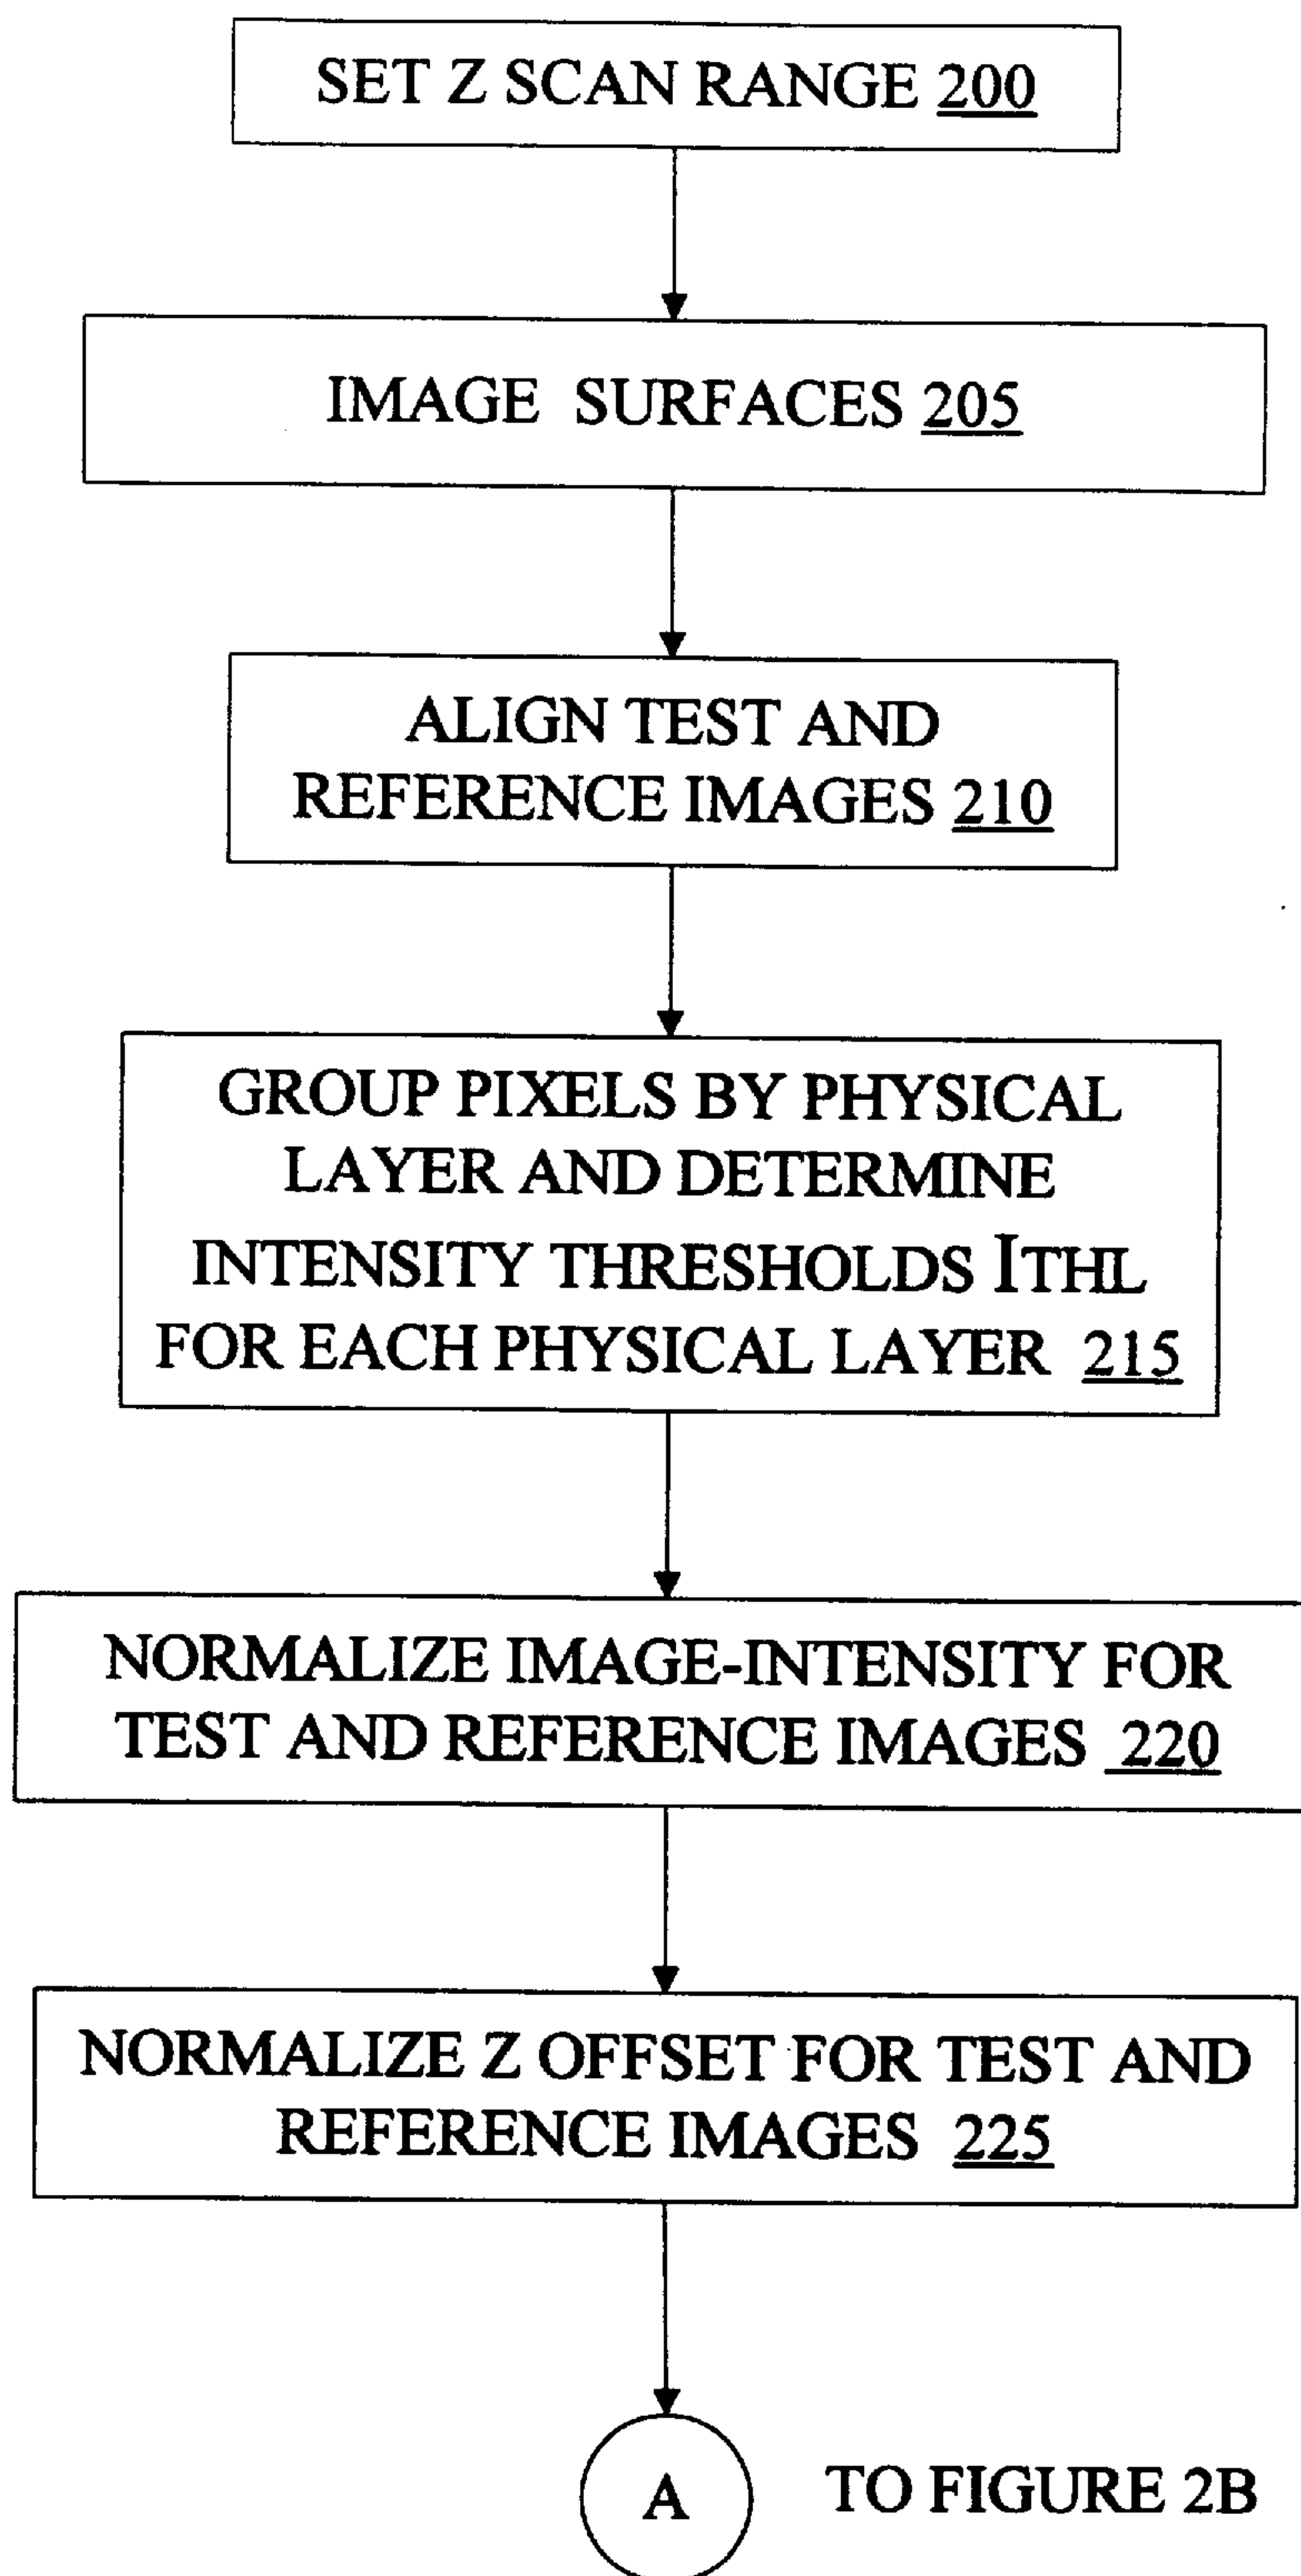 SET Z SCAN RANGE 200
IMAGE SURFACES 205
ALIGN TEST AND
REFERENCE IMAGES 210
GROUP PIXELS BY PHYSICAL
LAYER AND DETERMINE
INTENSITY THRESHOLDS ITHL
FOR EACH PHYSICAL LAYER 215
NORMALIZE IMAGE-INTENSITY FOR
TEST AND REFERENCE IMAGES 220
NORMALIZE Z OFFSET FOR TEST AND
REFERENCE IMAGES 225
A
TO FIGURE 2B